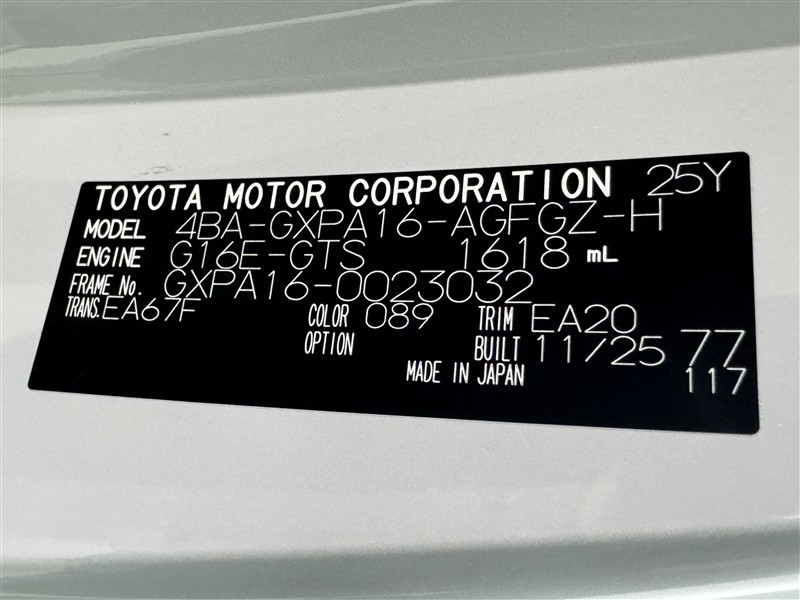 TOYOTA MOTOR CORPORATION 25Y
MODEL 4BA-GXPA16-AGFGZ-H
ENGINE G16E-GTS 1618 mL
FRAME No. GXPA16-0023032
TRANS. EA67F COLOR 089 TRIM EA20
OPTION BUILT 11/25 77
MADE IN JAPAN 117